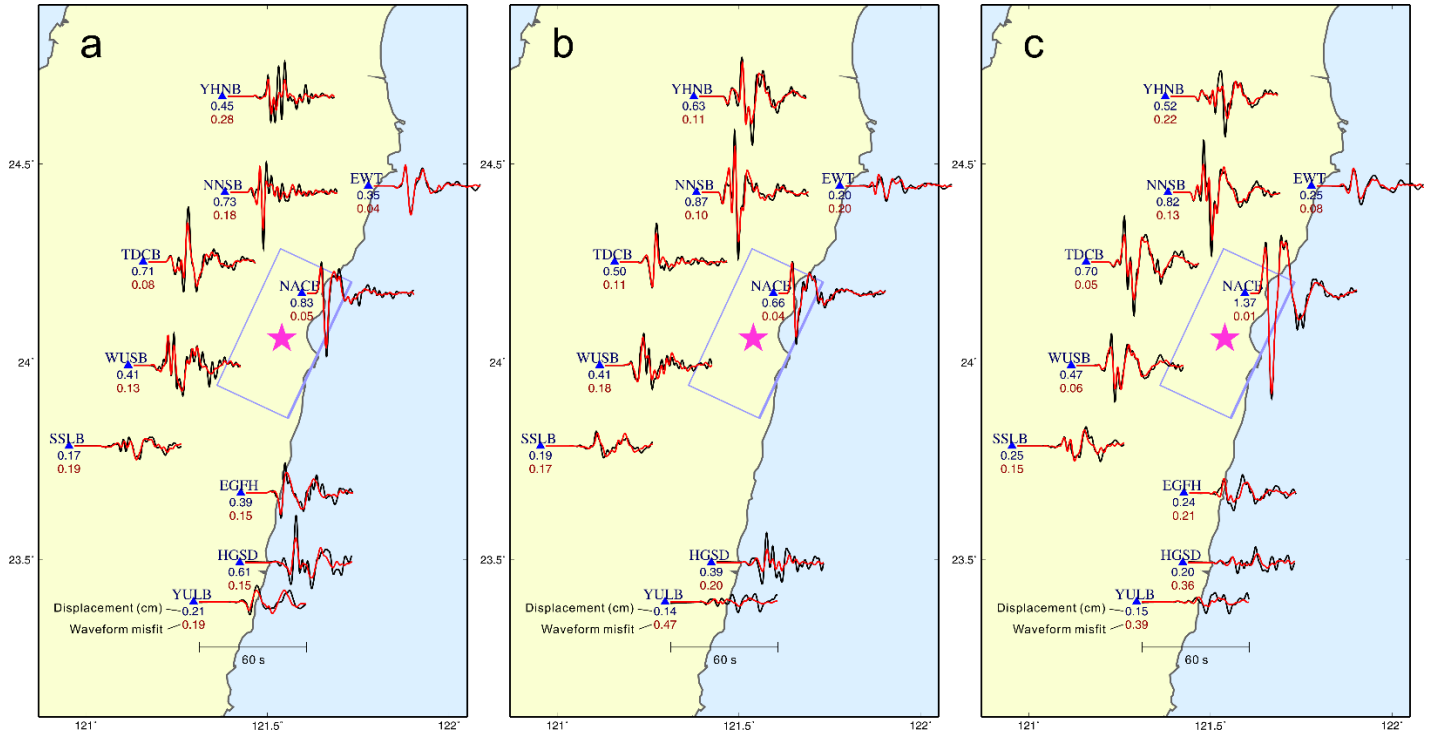 a
YHNB
0.45
0.28
24.5°
NNSB
0.73
0.18
EWT
0.35
0.04
TDCB
0.71
0.08
NACB
0.83
0.05
24°
WUSB
0.41
0.13
SSLB
0.17
0.19
EGFH
0.39
0.15
23.5°
HGSD
0.61
0.15
YULB
Displacement (cm) 0.21
Waveform misfit 0.19
60 s
121°
121.5°
122°
b
YHNB
0.63
0.11
24.5°
NNSB
0.87
0.10
EWT
0.20
0.20
TDCB
0.50
0.11
NACB
0.66
0.04
24°
WUSB
0.41
0.18
SSLB
0.19
0.17
23.5°
HGSD
0.39
0.20
YULB
Displacement (cm) 0.14
Waveform misfit 0.47
60 s
121°
121.5°
122°
c
YHNB
0.52
0.22
24.5°
NNSB
0.82
0.13
EWT
0.25
0.08
TDCB
0.70
0.05
NACB
1.37
0.01
24°
WUSB
0.47
0.06
SSLB
0.25
0.15
EGFH
0.24
0.21
23.5°
HGSD
0.20
0.36
YULB
Displacement (cm) 0.15
Waveform misfit 0.39
60 s
121°
121.5°
122°